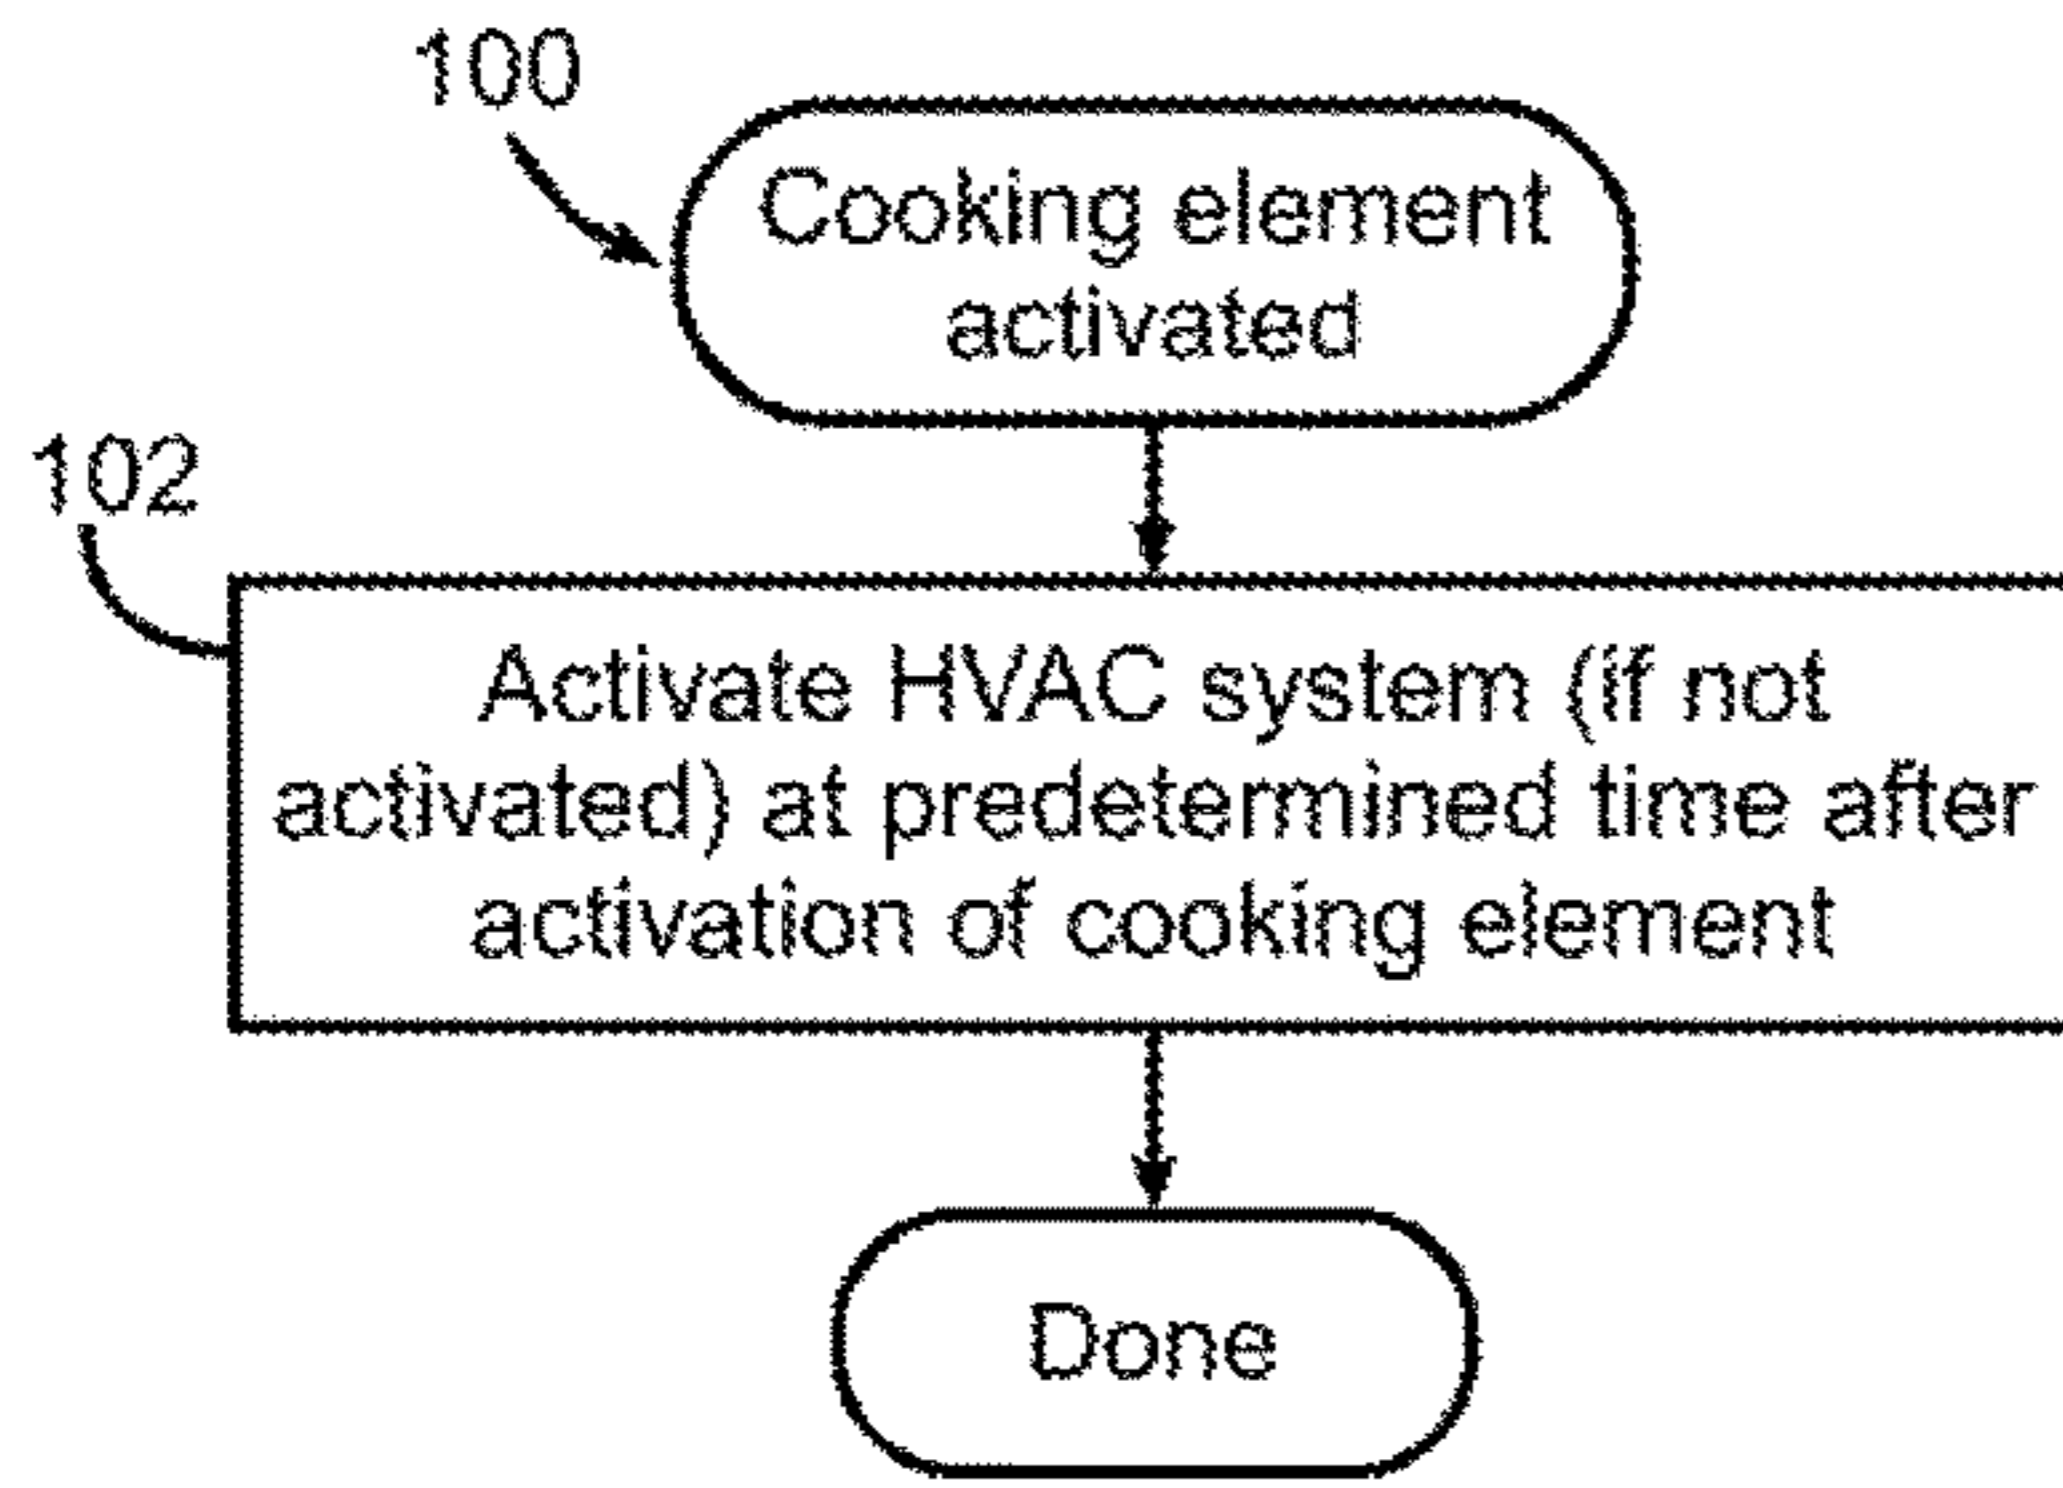 100
Cooking element
activated
102
Activate HVAC system (if not
activated) at predetermined time after
activation of cooking element
Done